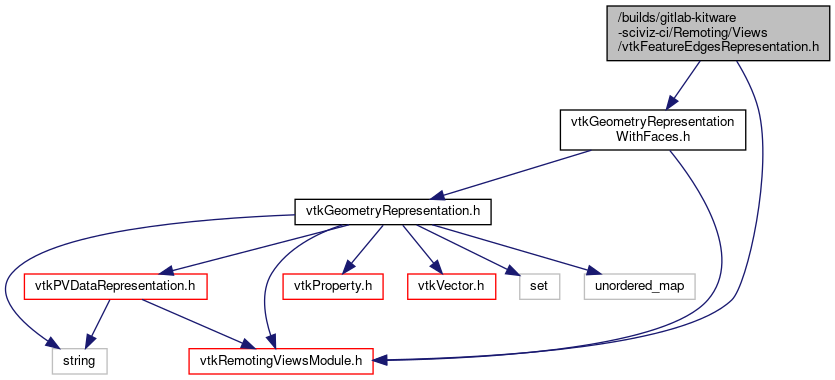 /builds/gitlab-kitware
-sciviz-ci/Remoting/Views
/vtkFeatureEdgesRepresentation.h
vtkGeometryRepresentation
WithFaces.h
vtkGeometryRepresentation.h
vtkPVDataRepresentation.h
vtkProperty.h
vtkVector.h
set
unordered_map
string
vtkRemotingViewsModule.h